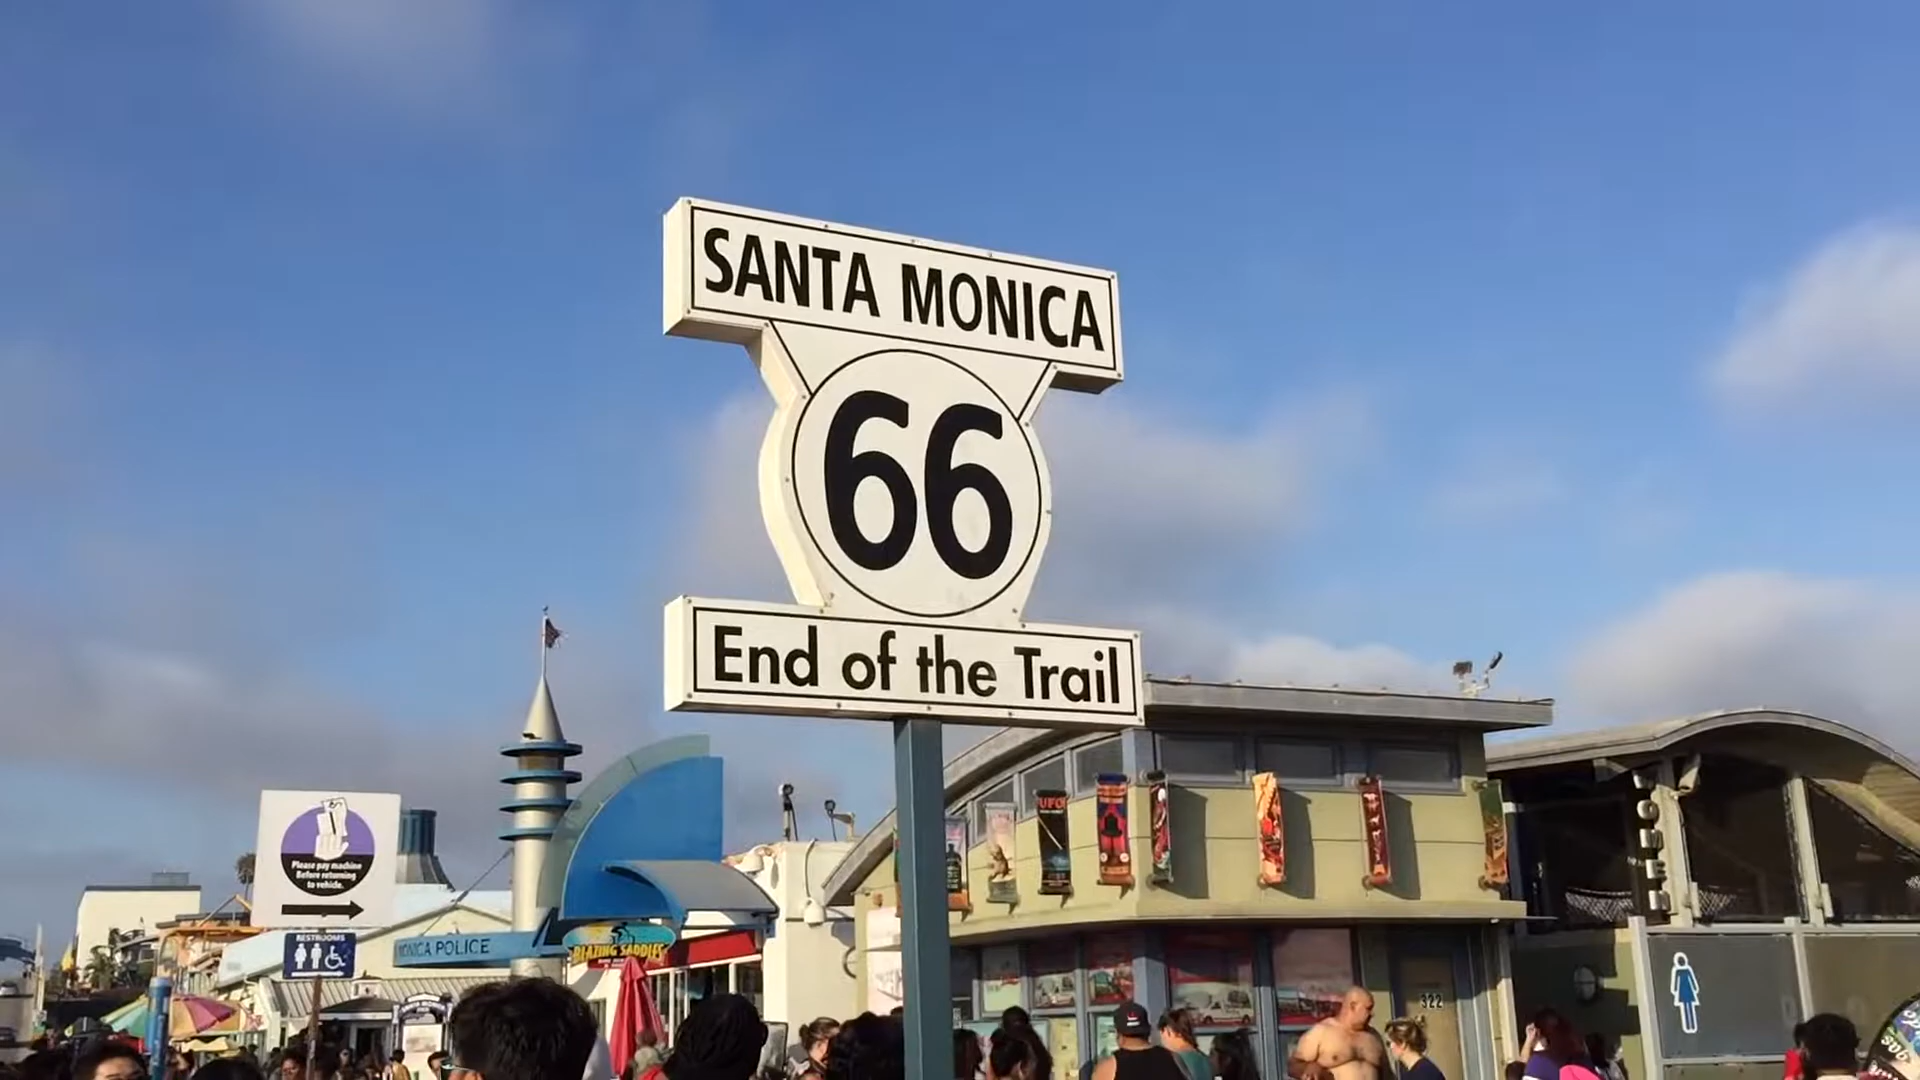 SANTA MONICA
66
End of the Trail
Please pay machine
Before returning
to vehicle.
RESTROOMS
MONICA POLICE
BLAZING SADDLES
UFO
322